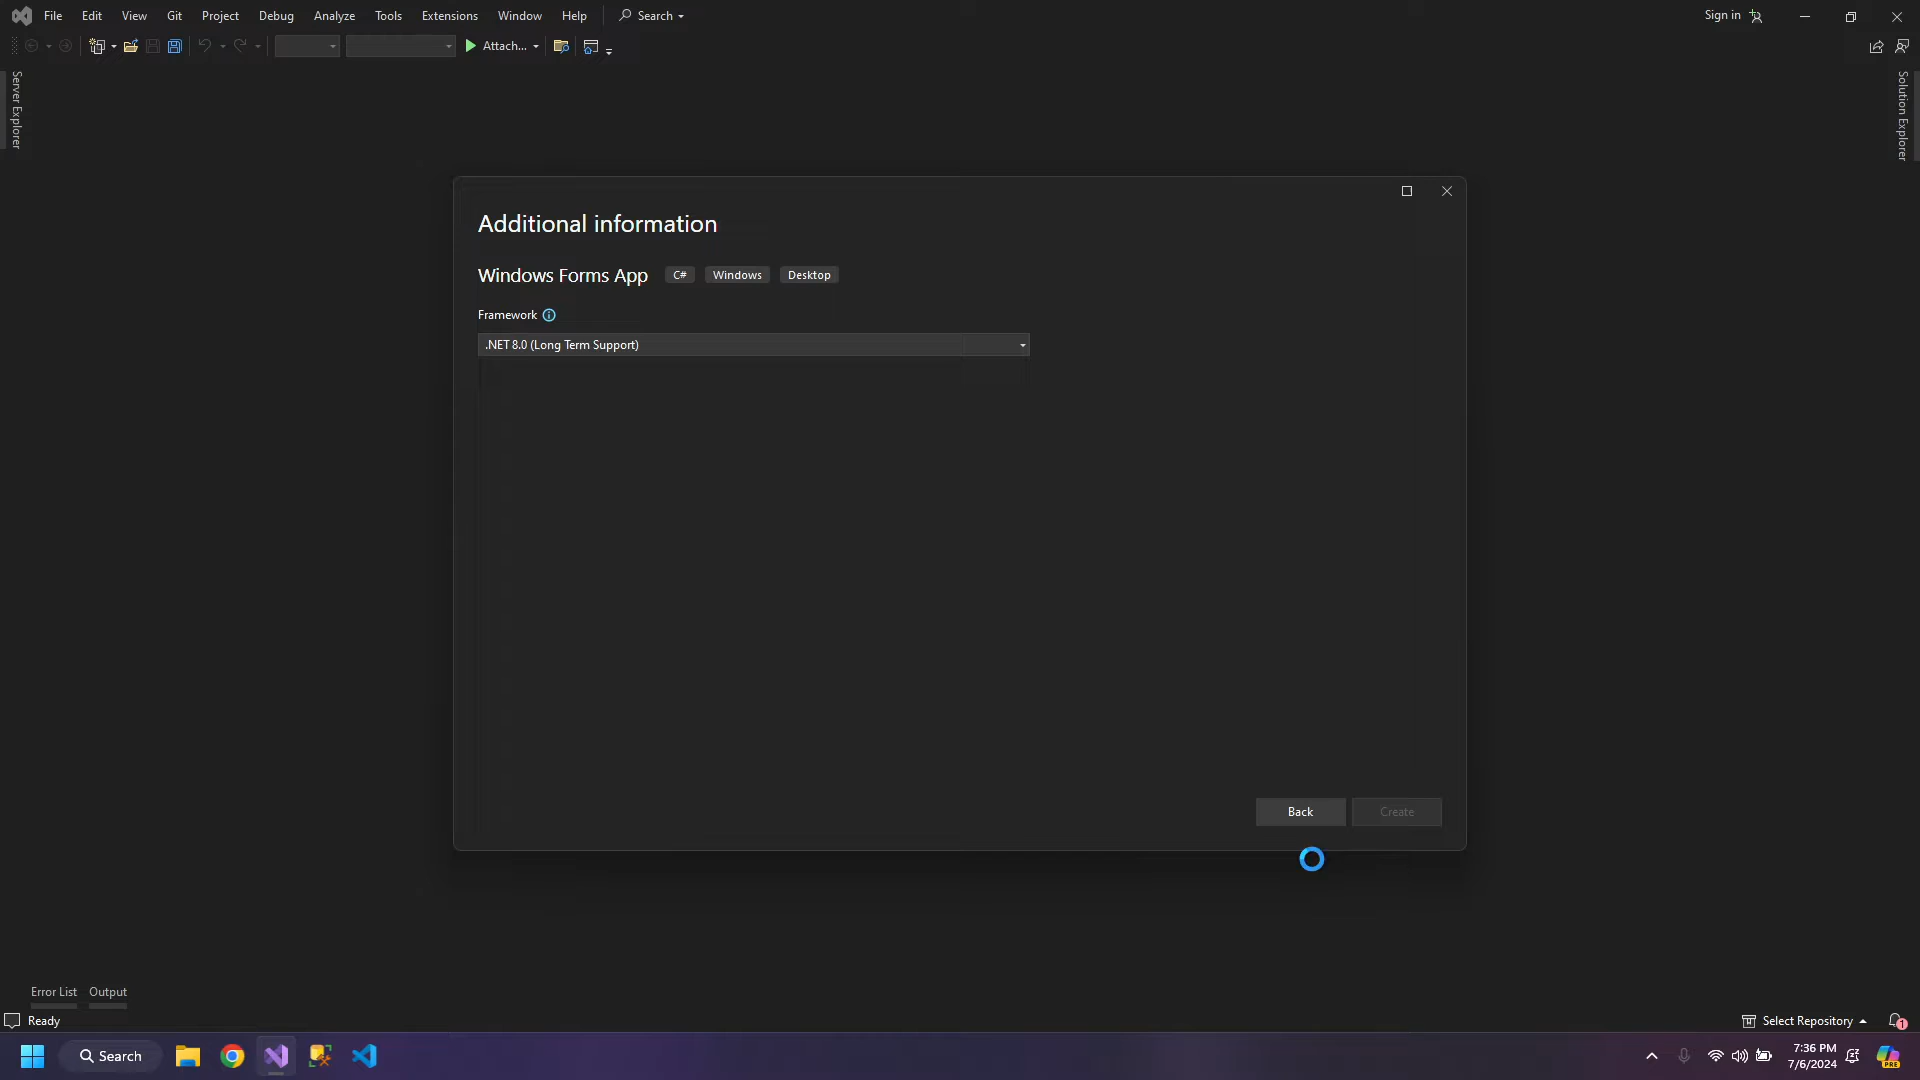 File Edit View Git Project Debug Analyze Tools Extensions Window Help Search Sign in
Attach...
Server Explorer
Solution Explorer
Additional information
Windows Forms App C# Windows Desktop
Framework
.NET 8.0 (Long Term Support)
Back Create
Error List Output
Ready Select Repository 1
Search 7:36 PM
7/6/2024
PRE